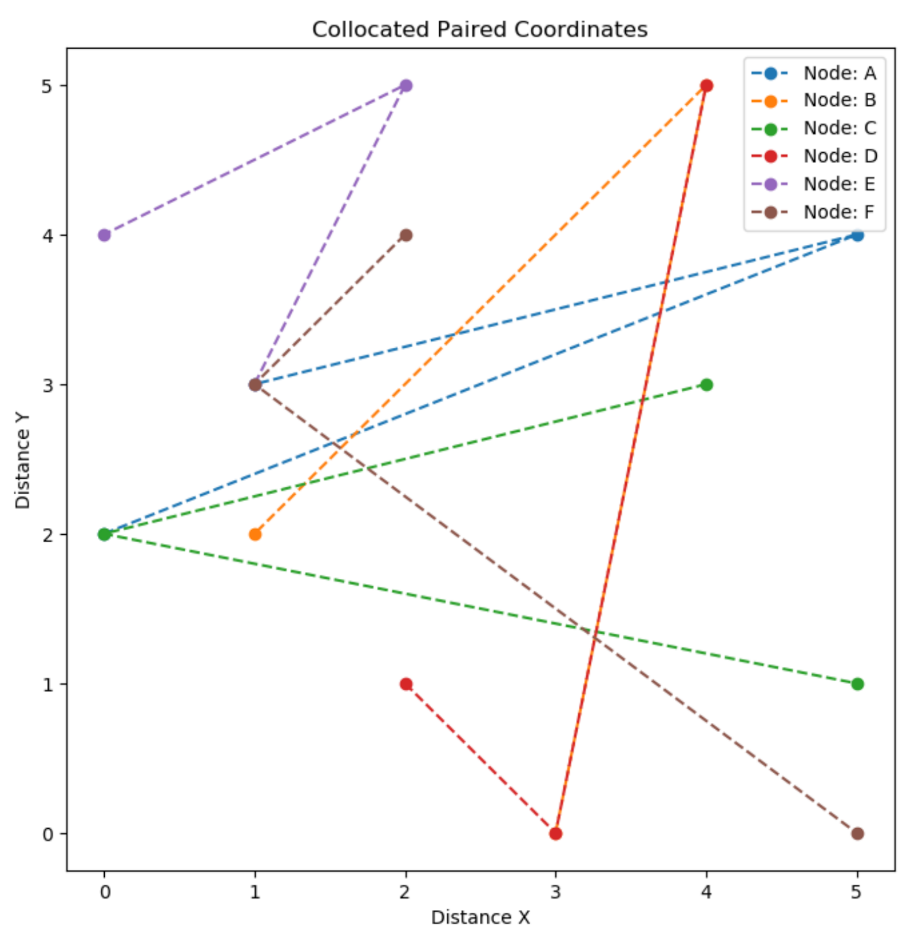 Collocated Paired Coordinates
Node: A
Node: B
Node: C
Node: D
Node: E
Node: F
5
4
3
2
1
0
Distance Y
0 1 2 3 4 5
Distance X